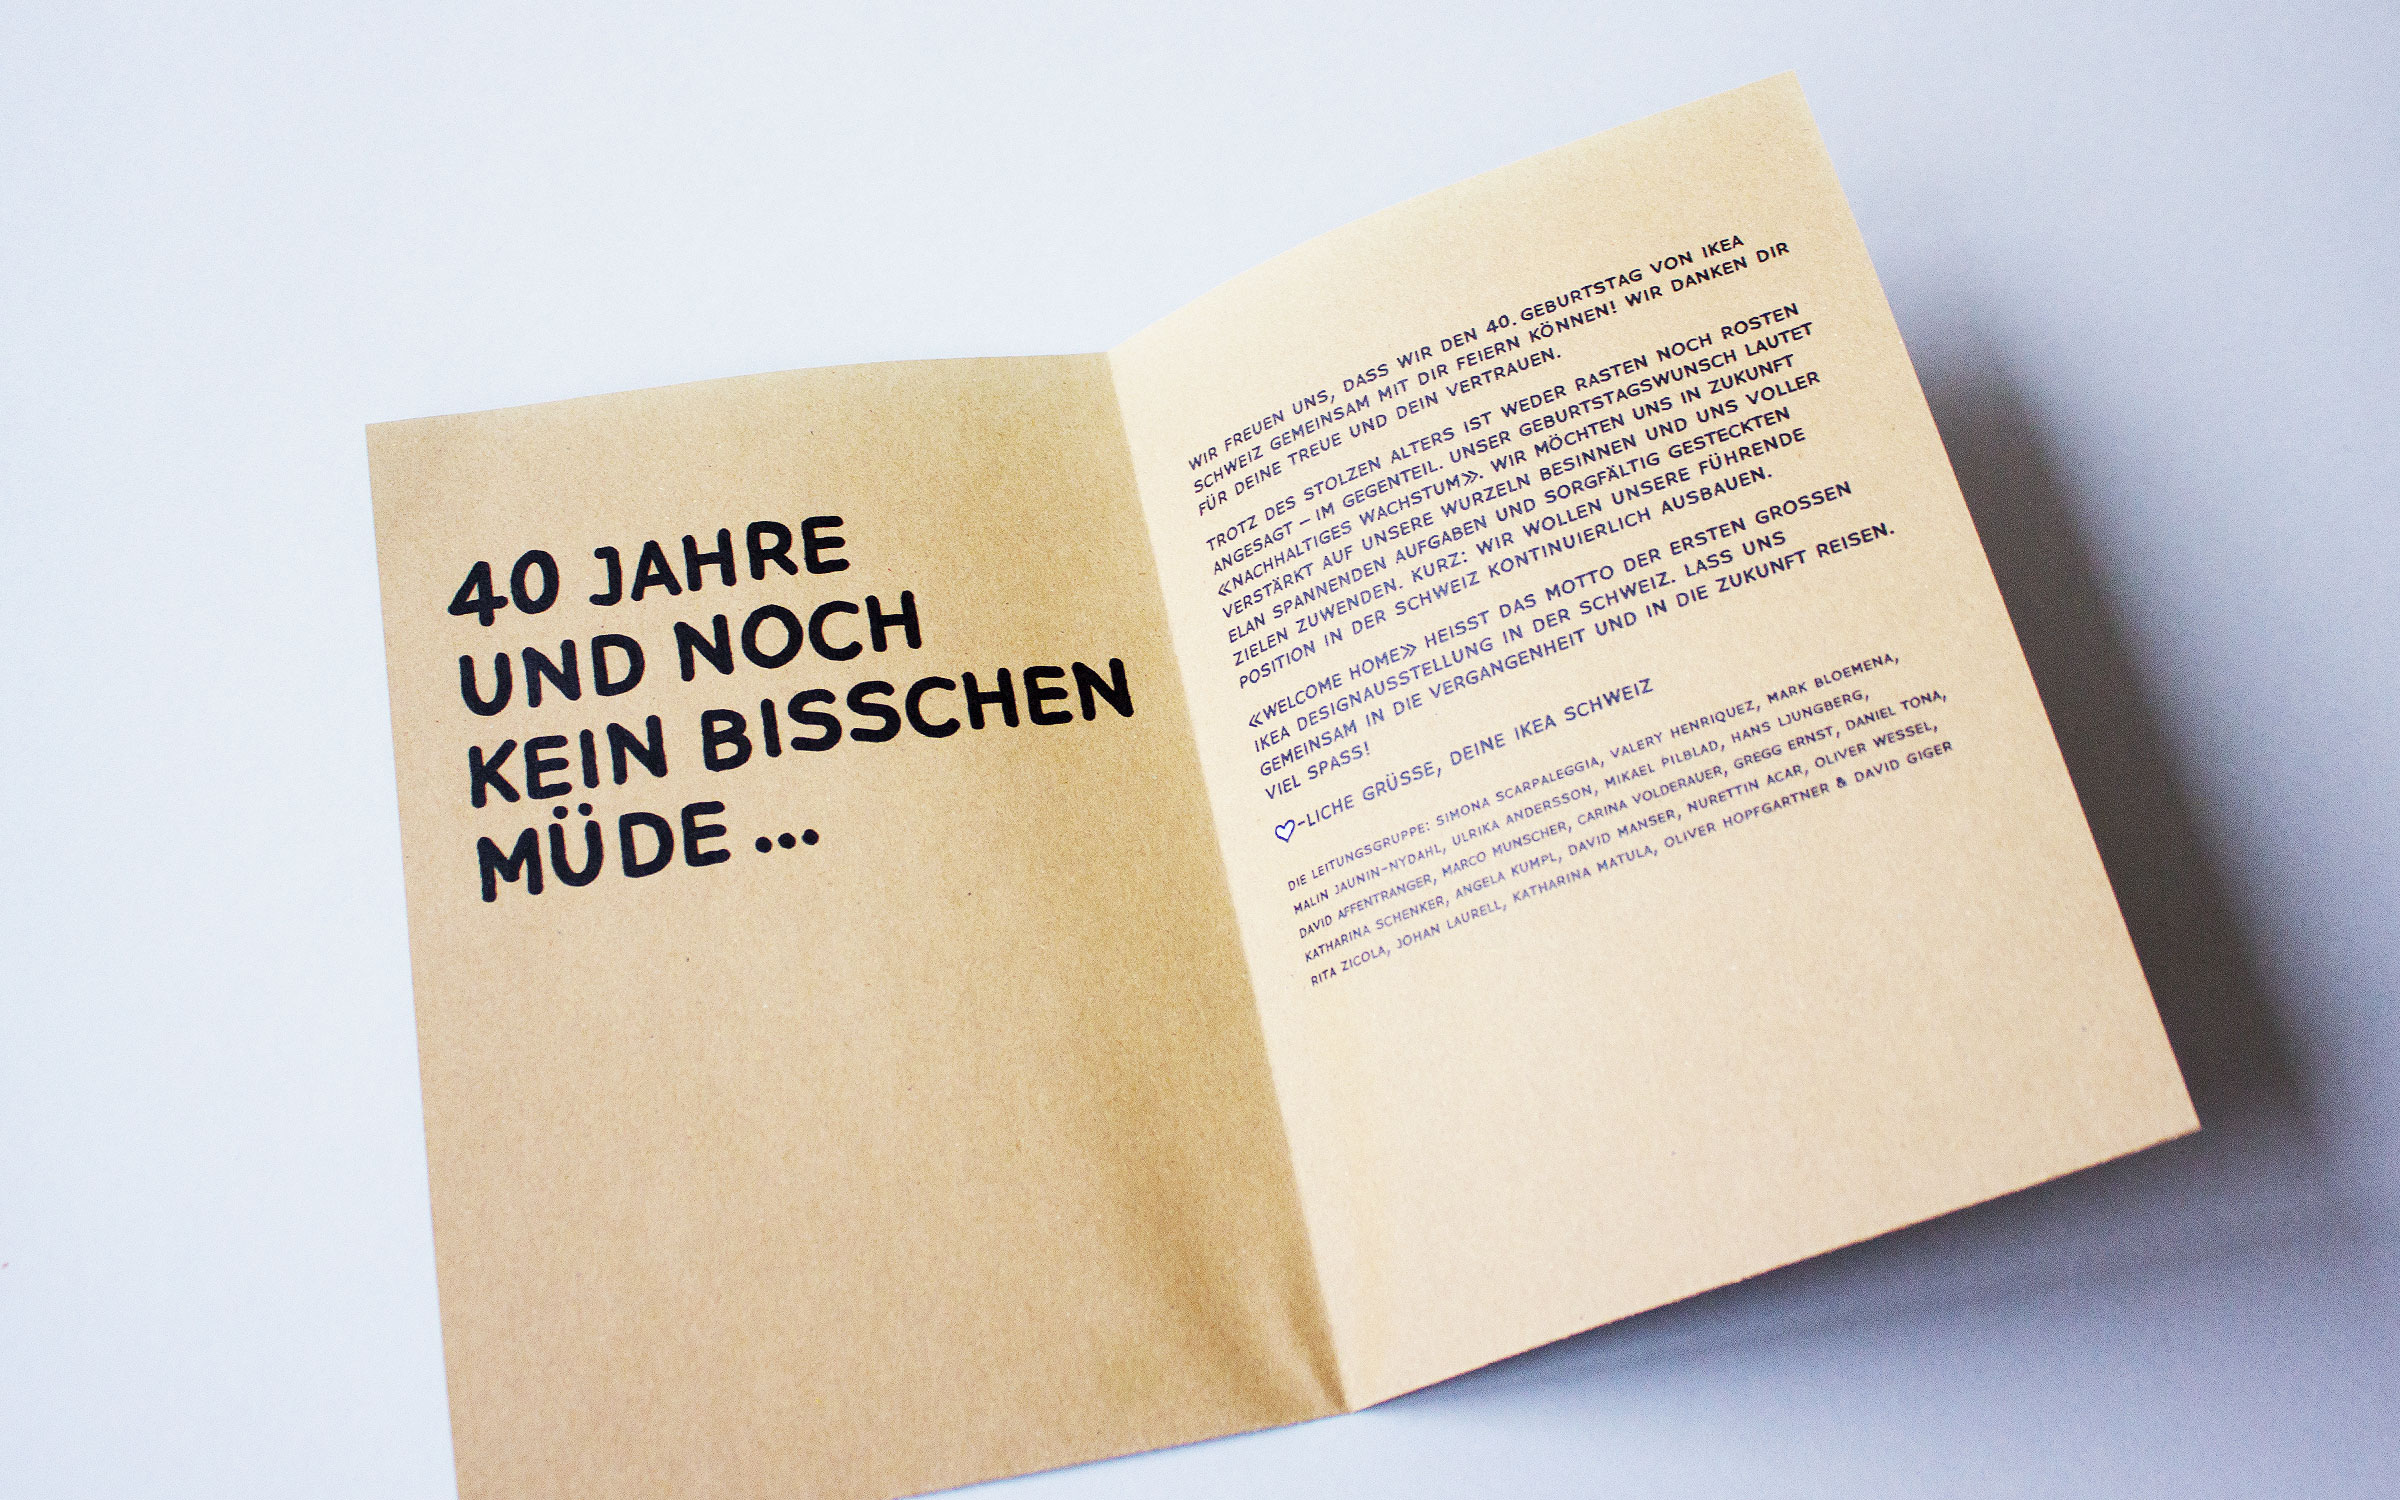 40 JAHRE
UND NOCH
KEIN BISSCHEN
MÜDE ...
WIR FREUEN UNS, DASS WIR DEN 40. GEBURTSTAG VON IKEA
SCHWEIZ GEMEINSAM MIT DIR FEIERN KÖNNEN! WIR DANKEN DIR
FÜR DEINE TREUE UND DEIN VERTRAUEN.
TROTZ DES STOLZEN ALTERS IST WEDER RASTEN NOCH ROSTEN
ANGESAGT – IM GEGENTEIL. UNSER GEBURTSTAGSWUNSCH LAUTET
«NACHHALTIGES WACHSTUM». WIR MÖCHTEN UNS IN ZUKUNFT
VERSTÄRKT AUF UNSERE WURZELN BESINNEN UND UNS VOLLER
ELAN SPANNENDEN AUFGABEN UND SORGFÄLTIG GESTECKTEN
ZIELEN ZUWENDEN. KURZ: WIR WOLLEN UNSERE FÜHRENDE
POSITION IN DER SCHWEIZ KONTINUIERLICH AUSBAUEN.
«WELCOME HOME» HEISST DAS MOTTO DER ERSTEN GROSSEN
IKEA DESIGNAUSSTELLUNG IN DER SCHWEIZ. LASS UNS
GEMEINSAM IN DIE VERGANGENHEIT UND IN DIE ZUKUNFT REISEN.
VIEL SPASS!
♡-LICHE GRÜSSE, DEINE IKEA SCHWEIZ
DIE LEITUNGSGRUPPE: SIMONA SCARPALEGGIA, VALERY HENRIQUEZ, MARK BLOEMENA,
MALIN JAUNIN-NYDAHL, ULRIKA ANDERSSON, MIKAEL PILBLAD, HANS LJUNGBERG,
DAVID AFFENTRANGER, MARCO MUNSCHER, CARINA VOLDERAUER, GREGG ERNST, DANIEL TONA,
KATHARINA SCHENKER, ANGELA KUMPL, DAVID MANSER, NURETTIN ACAR, OLIVER WESSEL,
RITA ZICOLA, JOHAN LAURELL, KATHARINA MATULA, OLIVER HOPFGARTNER & DAVID GIGER